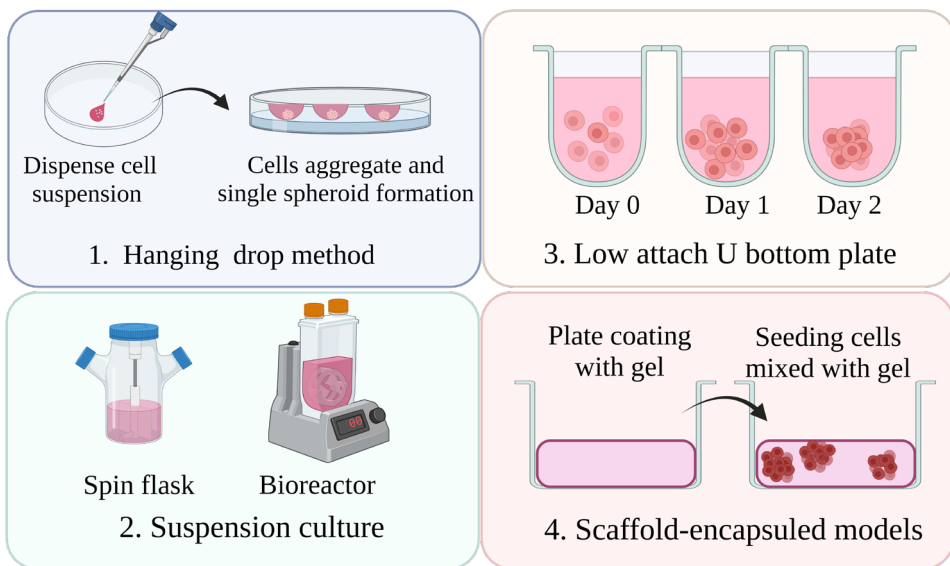 Dispense cell
suspension
Cells aggregate and
single spheroid formation
1. Hanging drop method
Day 0
Day 1
Day 2
3. Low attach U bottom plate
Spin flask
00
Bioreactor
2. Suspension culture
Plate coating
with gel
Seeding cells
mixed with gel
4. Scaffold-encapsuled models